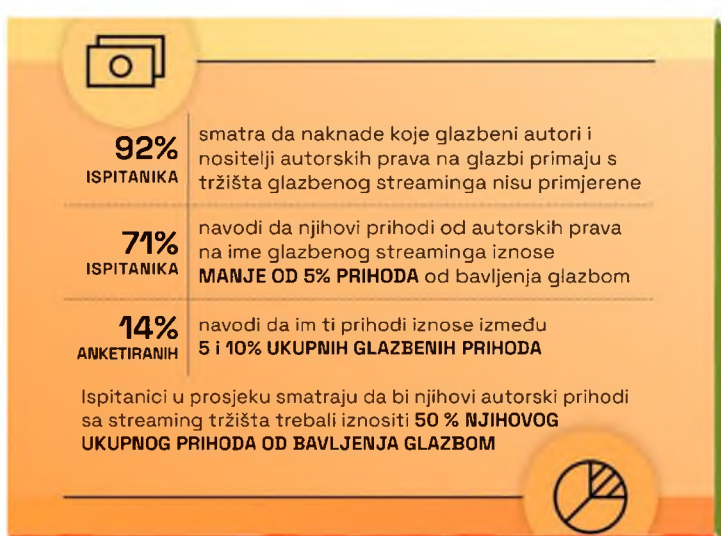 92%
ISPITANIKA
smatra da naknade koje glazbeni autori i
nositelji autorskih prava na glazbi primaju s
tržišta glazbenog streaminga nisu primjerene
71%
ISPITANIKA
navodi da njihovi prihodi od autorskih prava
na ime glazbenog streaminga iznose
MANJE OD 5% PRIHODA od bavljenja glazbom
14%
ANKETIRANIH
navodi da im ti prihodi iznose između
5 i 10% UKUPNIH GLAZBENIH PRIHODA
Ispitanici u prosjeku smatraju da bi njihovi autorski prihodi
sa streaming tržišta trebali iznositi 50 % NJIHOVOG
UKUPNOG PRIHODA OD BAVLJENJA GLAZBOM